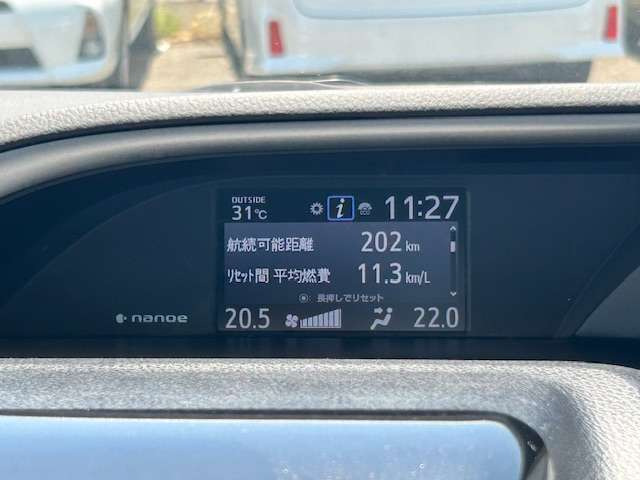 OUTSIDE
31℃
i
ECO
11:27
航続可能距離 202 km
リセット間 平均燃費 11.3 km/L
長押しでリセット
nanoe
20.5
22.0